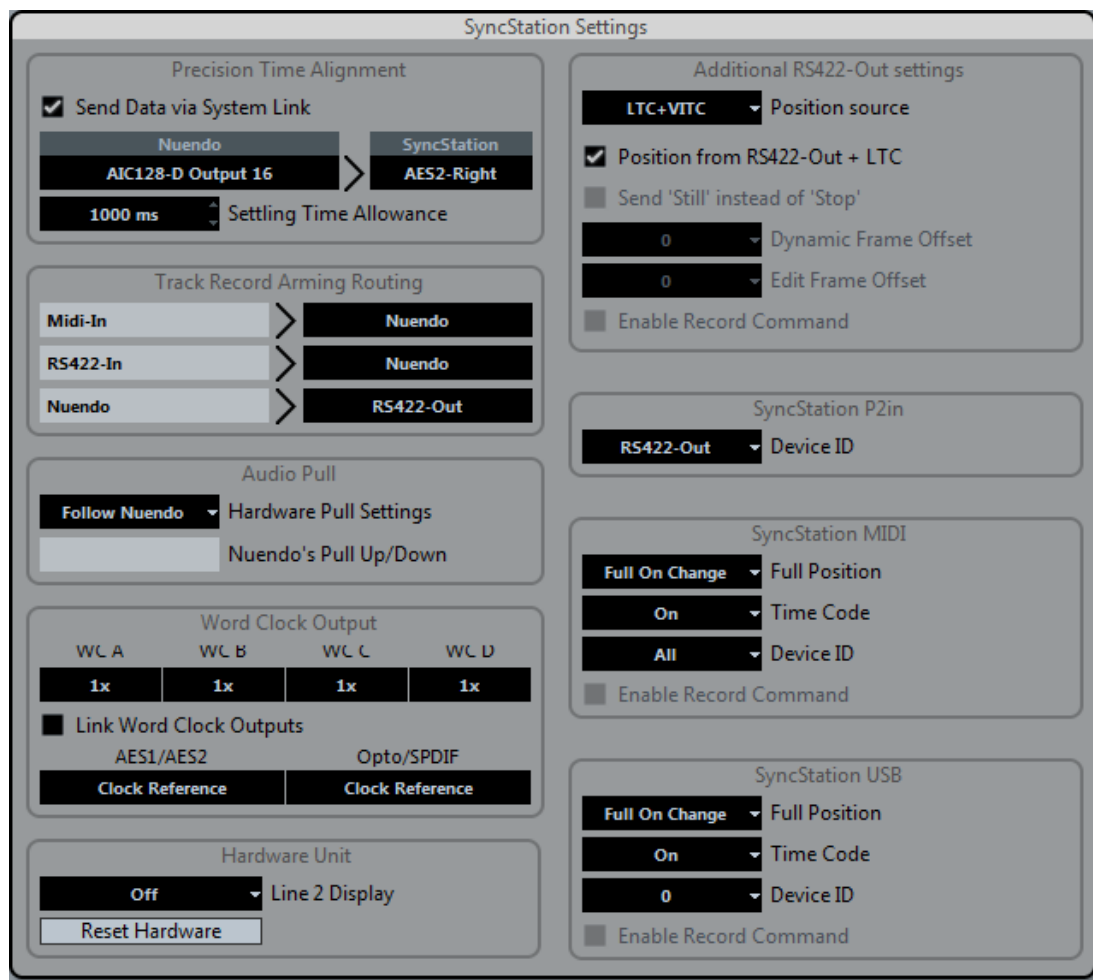 SyncStation Settings
Precision Time Alignment
Send Data via System Link
Nuendo SyncStation
AIC128-D Output 16 AES2-Right
1000 ms Settling Time Allowance
Track Record Arming Routing
Midi-In Nuendo
RS422-In Nuendo
Nuendo RS422-Out
Audio Pull
Follow Nuendo Hardware Pull Settings
Nuendo's Pull Up/Down
Word Clock Output
WC A WC B WC C WC D
1x 1x 1x 1x
Link Word Clock Outputs
AES1/AES2 Opto/SPDIF
Clock Reference Clock Reference
Hardware Unit
Off Line 2 Display
Reset Hardware
Additional RS422-Out settings
LTC+VITC Position source
Position from RS422-Out + LTC
Send 'Still' instead of 'Stop'
0 Dynamic Frame Offset
0 Edit Frame Offset
Enable Record Command
SyncStation P2in
RS422-Out Device ID
SyncStation MIDI
Full On Change Full Position
On Time Code
All Device ID
Enable Record Command
SyncStation USB
Full On Change Full Position
On Time Code
0 Device ID
Enable Record Command